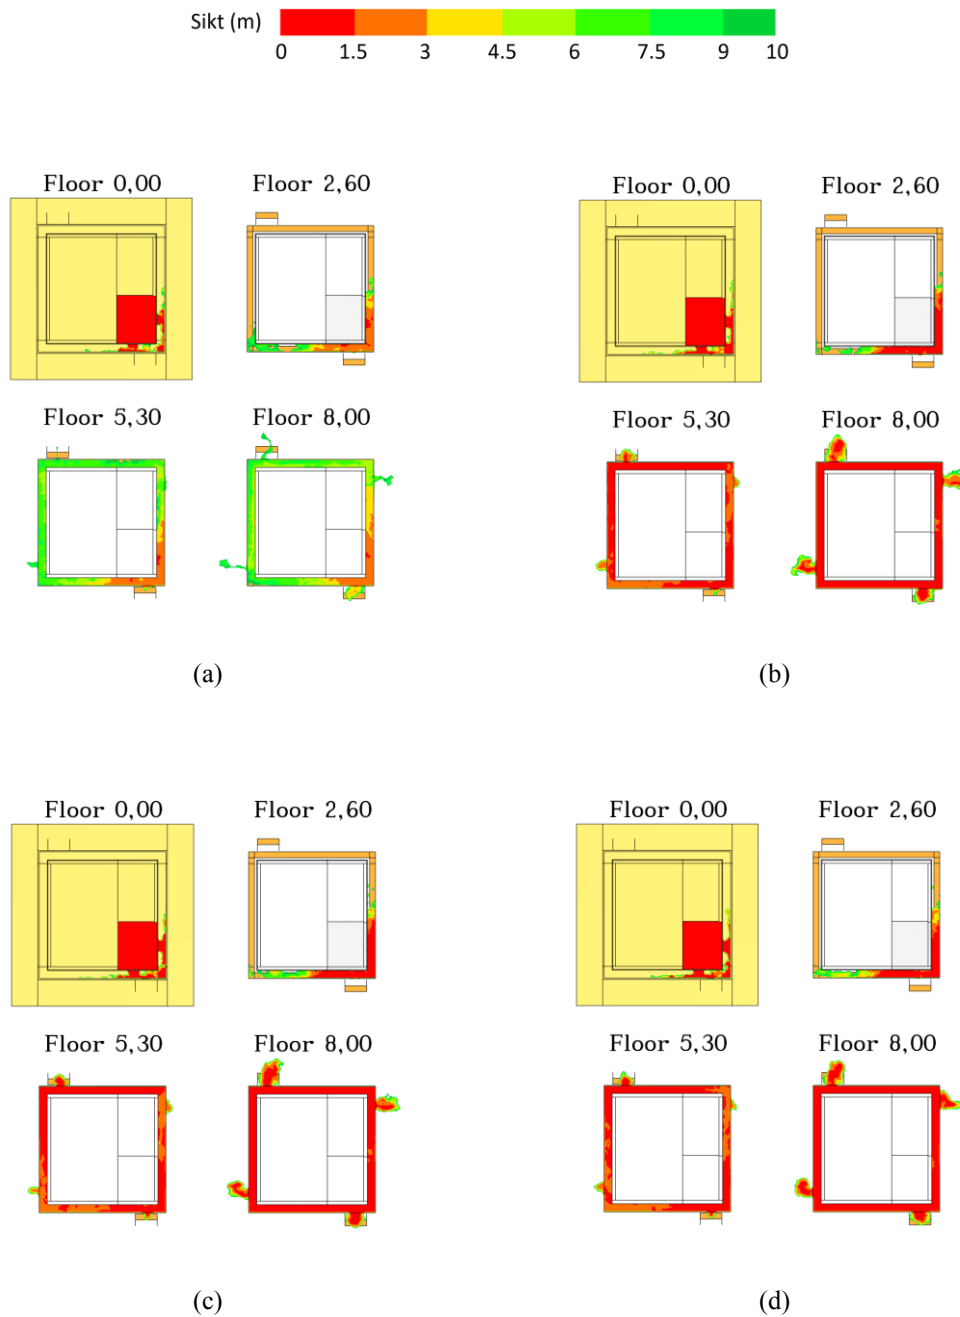 Sikt (m)
0 1.5 3 4.5 6 7.5 9 10
Floor 0,00 Floor 2,60 Floor 0,00 Floor 2,60
Floor 5,30 Floor 8,00 Floor 5,30 Floor 8,00
(a) (b)
Floor 0,00 Floor 2,60 Floor 0,00 Floor 2,60
Floor 5,30 Floor 8,00 Floor 5,30 Floor 8,00
(c) (d)